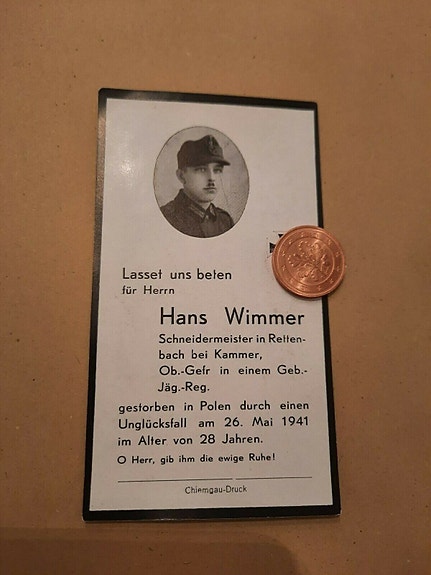 Lasset uns beten
für Herrn
Hans Wimmer
Schneidermeister in Retten-
bach bei Kammer,
Ob.-Gefr in einem Geb.-
Jäg.-Reg.
gestorben in Polen durch einen
Unglücksfall am 26. Mai 1941
im Alter von 28 Jahren.
O Herr, gib ihm die ewige Ruhe!
Chiemgau-Druck